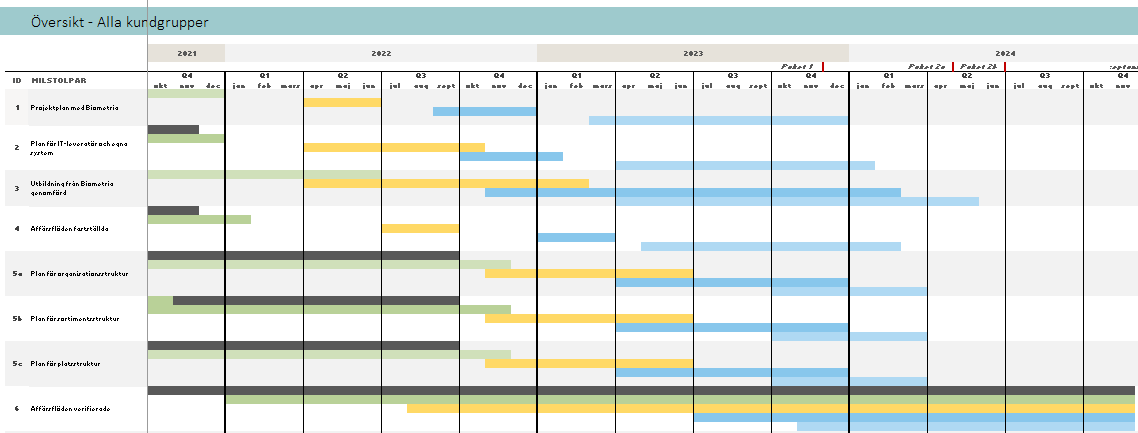 Översikt - Alla kundgrupper
2021 2022 2023 2024
Paket 1 Paket 2a Paket 2b
ID MILSTOLPAR Q4 Q1 Q2 Q3 Q4 Q1 Q2 Q3 Q4 Q1 Q2 Q3 Q4
okt nov dec jan feb mars apr maj jun jul aug sept okt nov dec jan feb mars apr maj jun jul aug sept okt nov dec jan feb mars apr maj jun jul aug sept okt nov
1 Projektplan med Biometria
2 Plan för IT-leverantör och egna
system
3 Utbildning från Biometria
genomförd
4 Affärsflöden fastställda
5a Plan för organisationsstruktur
5b Plan för sortimentsstruktur
5c Plan för platsstruktur
6 Affärsflöden verifierade